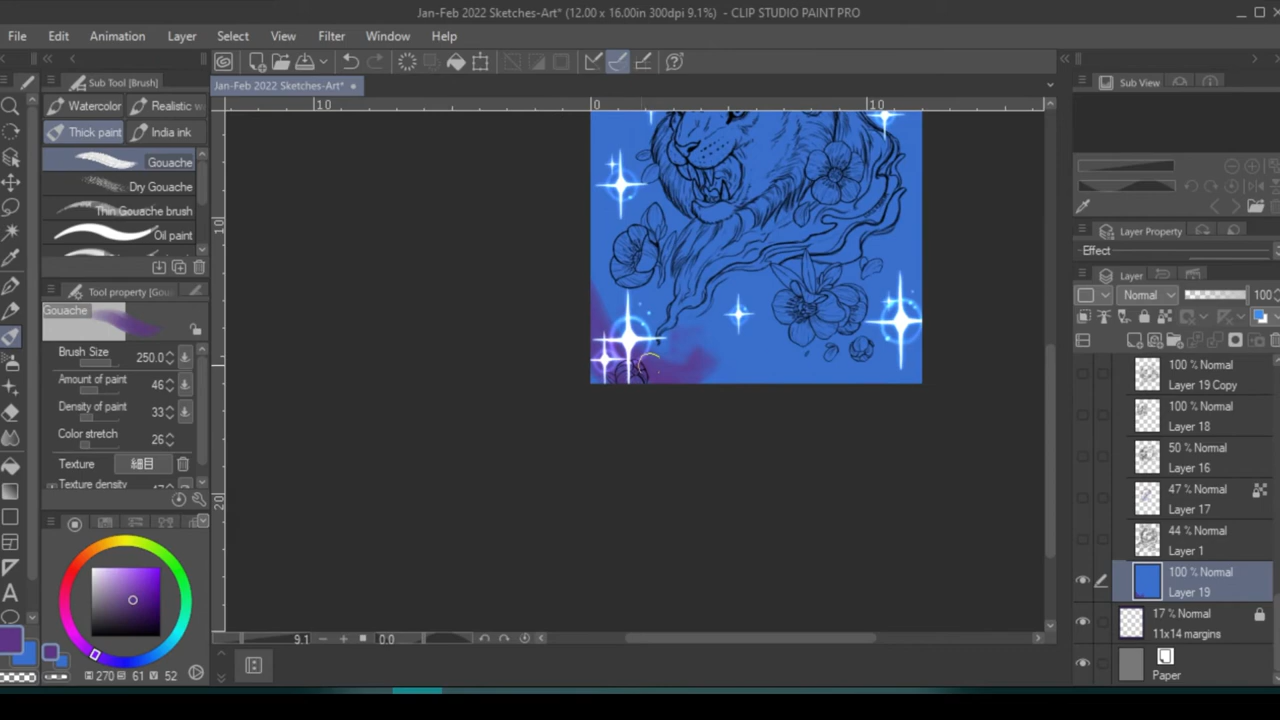 Jan-Feb 2022 Sketches-Art* (12.00 x 16.00in 300dpi 9.1%) - CLIP STUDIO PAINT PRO
File Edit Animation Layer Select View Filter Window Help
Sub Tool [Brush]
Jan-Feb 2022 Sketches-Art*
Sub View
Watercolor
Realistic w
Thick paint
India ink
Gouache
Dry Gouache
Thin Gouache brush
Oil paint
10
0
10
10
20
Tool property [Gou
Gouache
Brush Size 250.0
Amount of paint 46
Density of paint 33
Color stretch 26
Texture 細目
Texture density 47
H 270 S 61 V 52
9.1
0.0
Layer Property
Effect
Layer
Normal 100
100 % Normal
Layer 19 Copy
100 % Normal
Layer 18
50 % Normal
Layer 16
47 % Normal
Layer 17
44 % Normal
Layer 1
100 % Normal
Layer 19
17 % Normal
11x14 margins
Paper